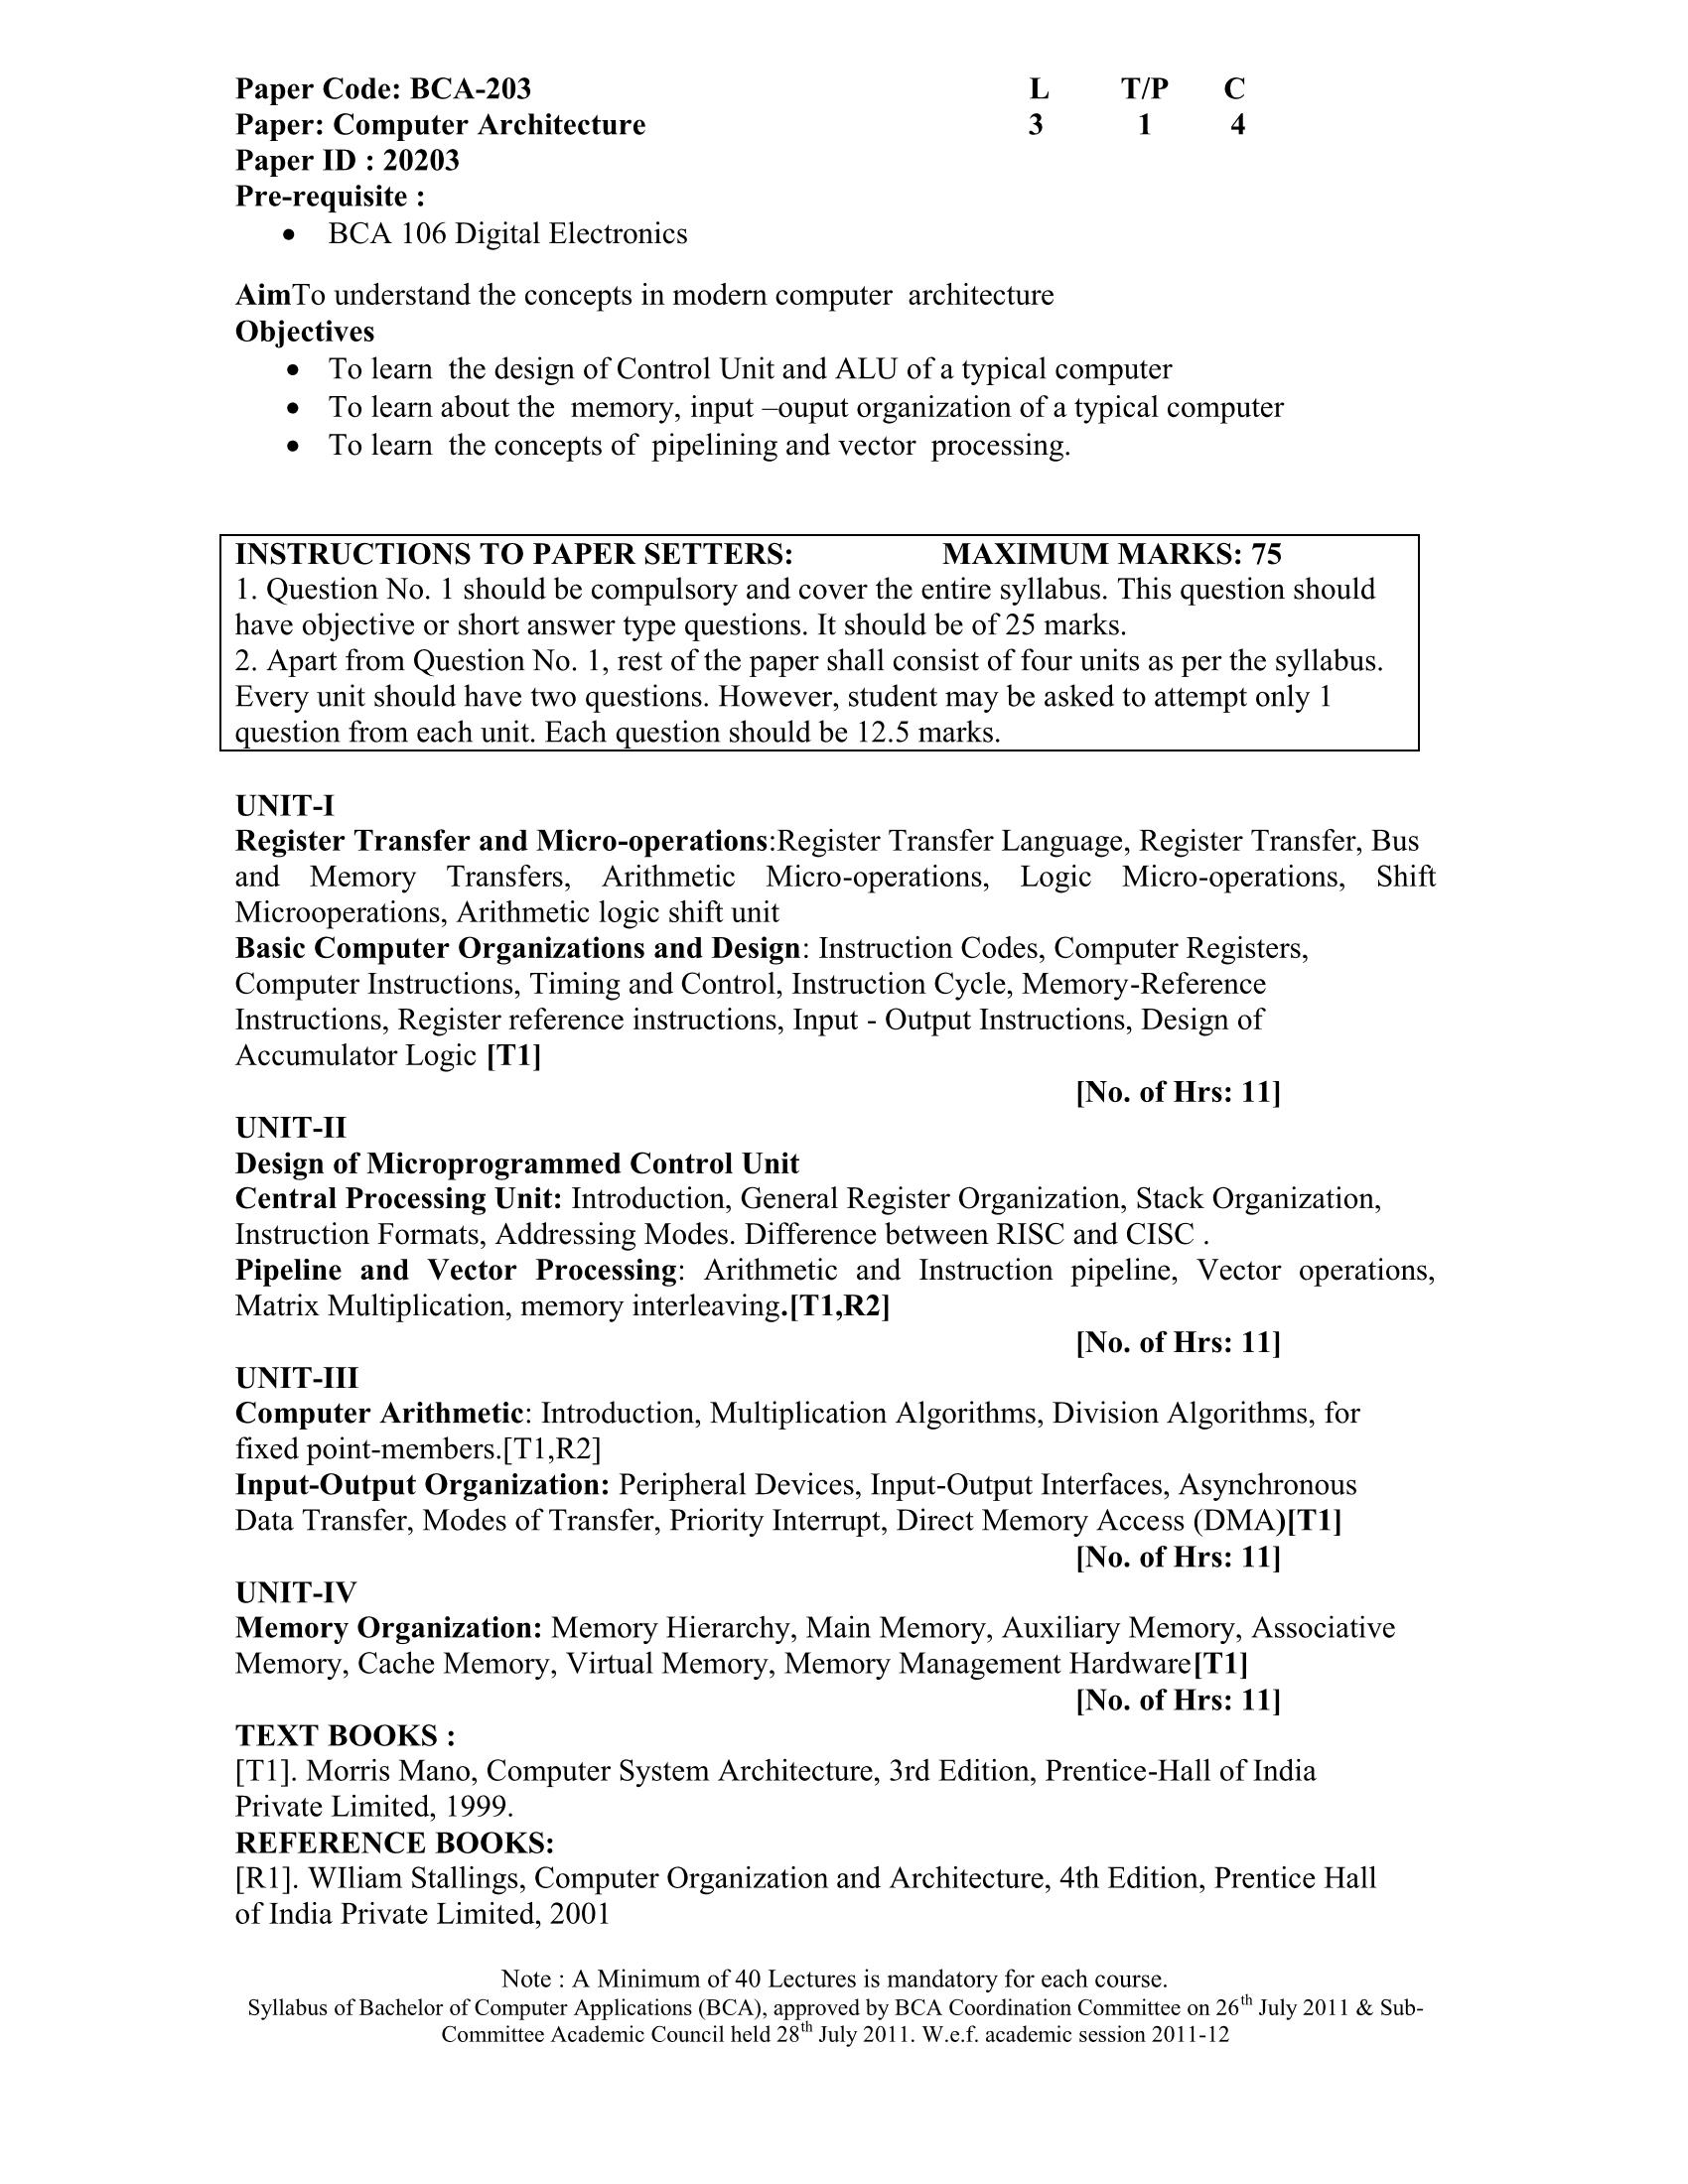 Paper Code: BCA-203 L T/P C
Paper: Computer Architecture 3 1 4
Paper ID : 20203
Pre-requisite :
• BCA 106 Digital Electronics
AimTo understand the concepts in modern computer architecture
Objectives
• To learn the design of Control Unit and ALU of a typical computer
• To learn about the memory, input –ouput organization of a typical computer
• To learn the concepts of pipelining and vector processing.
INSTRUCTIONS TO PAPER SETTERS: MAXIMUM MARKS: 75
1. Question No. 1 should be compulsory and cover the entire syllabus. This question should
have objective or short answer type questions. It should be of 25 marks.
2. Apart from Question No. 1, rest of the paper shall consist of four units as per the syllabus.
Every unit should have two questions. However, student may be asked to attempt only 1
question from each unit. Each question should be 12.5 marks.
UNIT-I
Register Transfer and Micro-operations:Register Transfer Language, Register Transfer, Bus
and Memory Transfers, Arithmetic Micro-operations, Logic Micro-operations, Shift
Microoperations, Arithmetic logic shift unit
Basic Computer Organizations and Design: Instruction Codes, Computer Registers,
Computer Instructions, Timing and Control, Instruction Cycle, Memory-Reference
Instructions, Register reference instructions, Input - Output Instructions, Design of
Accumulator Logic [T1]
[No. of Hrs: 11]
UNIT-II
Design of Microprogrammed Control Unit
Central Processing Unit: Introduction, General Register Organization, Stack Organization,
Instruction Formats, Addressing Modes. Difference between RISC and CISC .
Pipeline and Vector Processing: Arithmetic and Instruction pipeline, Vector operations,
Matrix Multiplication, memory interleaving.[T1,R2]
[No. of Hrs: 11]
UNIT-III
Computer Arithmetic: Introduction, Multiplication Algorithms, Division Algorithms, for
fixed point-members.[T1,R2]
Input-Output Organization: Peripheral Devices, Input-Output Interfaces, Asynchronous
Data Transfer, Modes of Transfer, Priority Interrupt, Direct Memory Access (DMA)[T1]
[No. of Hrs: 11]
UNIT-IV
Memory Organization: Memory Hierarchy, Main Memory, Auxiliary Memory, Associative
Memory, Cache Memory, Virtual Memory, Memory Management Hardware[T1]
[No. of Hrs: 11]
TEXT BOOKS :
[T1]. Morris Mano, Computer System Architecture, 3rd Edition, Prentice-Hall of India
Private Limited, 1999.
REFERENCE BOOKS:
[R1]. WIliam Stallings, Computer Organization and Architecture, 4th Edition, Prentice Hall
of India Private Limited, 2001
Note : A Minimum of 40 Lectures is mandatory for each course.
Syllabus of Bachelor of Computer Applications (BCA), approved by BCA Coordination Committee on 26th July 2011 & Sub-
Committee Academic Council held 28th July 2011. W.e.f. academic session 2011-12